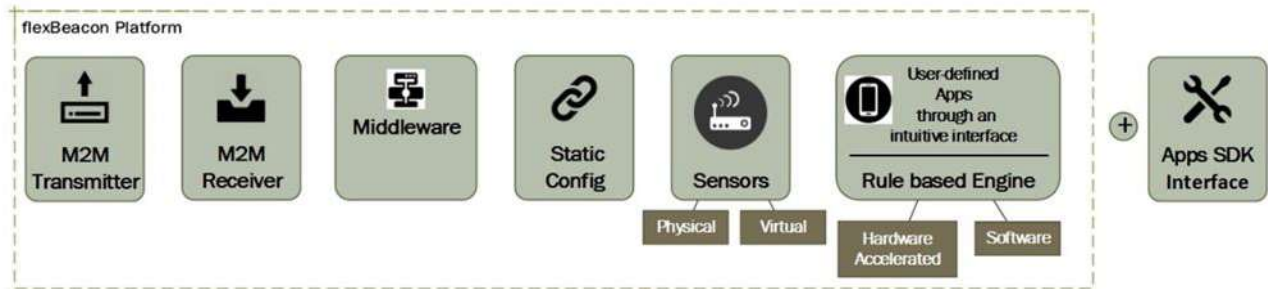 flexBeacon Platform
M2M
Transmitter
M2M
Receiver
Middleware
Static
Config
Sensors
User-defined
Apps
through an
intuitive interface
Rule based Engine
+
Apps SDK
Interface
Physical
Virtual
Hardware
Accelerated
Software